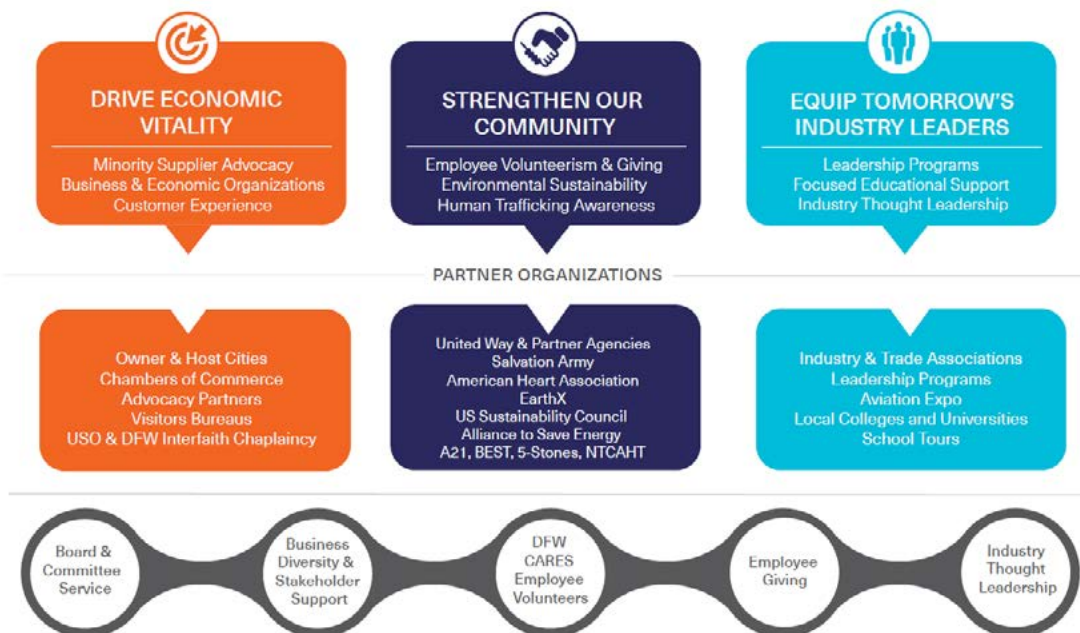 DRIVE ECONOMIC
VITALITY
Minority Supplier Advocacy
Business & Economic Organizations
Customer Experience
STRENGTHEN OUR
COMMUNITY
Employee Volunteerism & Giving
Environmental Sustainability
Human Trafficking Awareness
EQUIP TOMORROW'S
INDUSTRY LEADERS
Leadership Programs
Focused Educational Support
Industry Thought Leadership
PARTNER ORGANIZATIONS
Owner & Host Cities
Chambers of Commerce
Advocacy Partners
Visitors Bureaus
USO & DFW Interfaith Chaplaincy
United Way & Partner Agencies
Salvation Army
American Heart Association
EarthX
US Sustainability Council
Alliance to Save Energy
A21, BEST, 5-Stones, NTCAHT
Industry & Trade Associations
Leadership Programs
Aviation Expo
Local Colleges and Universities
School Tours
Board &
Committee
Service
Business
Diversity &
Stakeholder
Support
DFW
CARES
Employee
Volunteers
Employee
Giving
Industry
Thought
Leadership